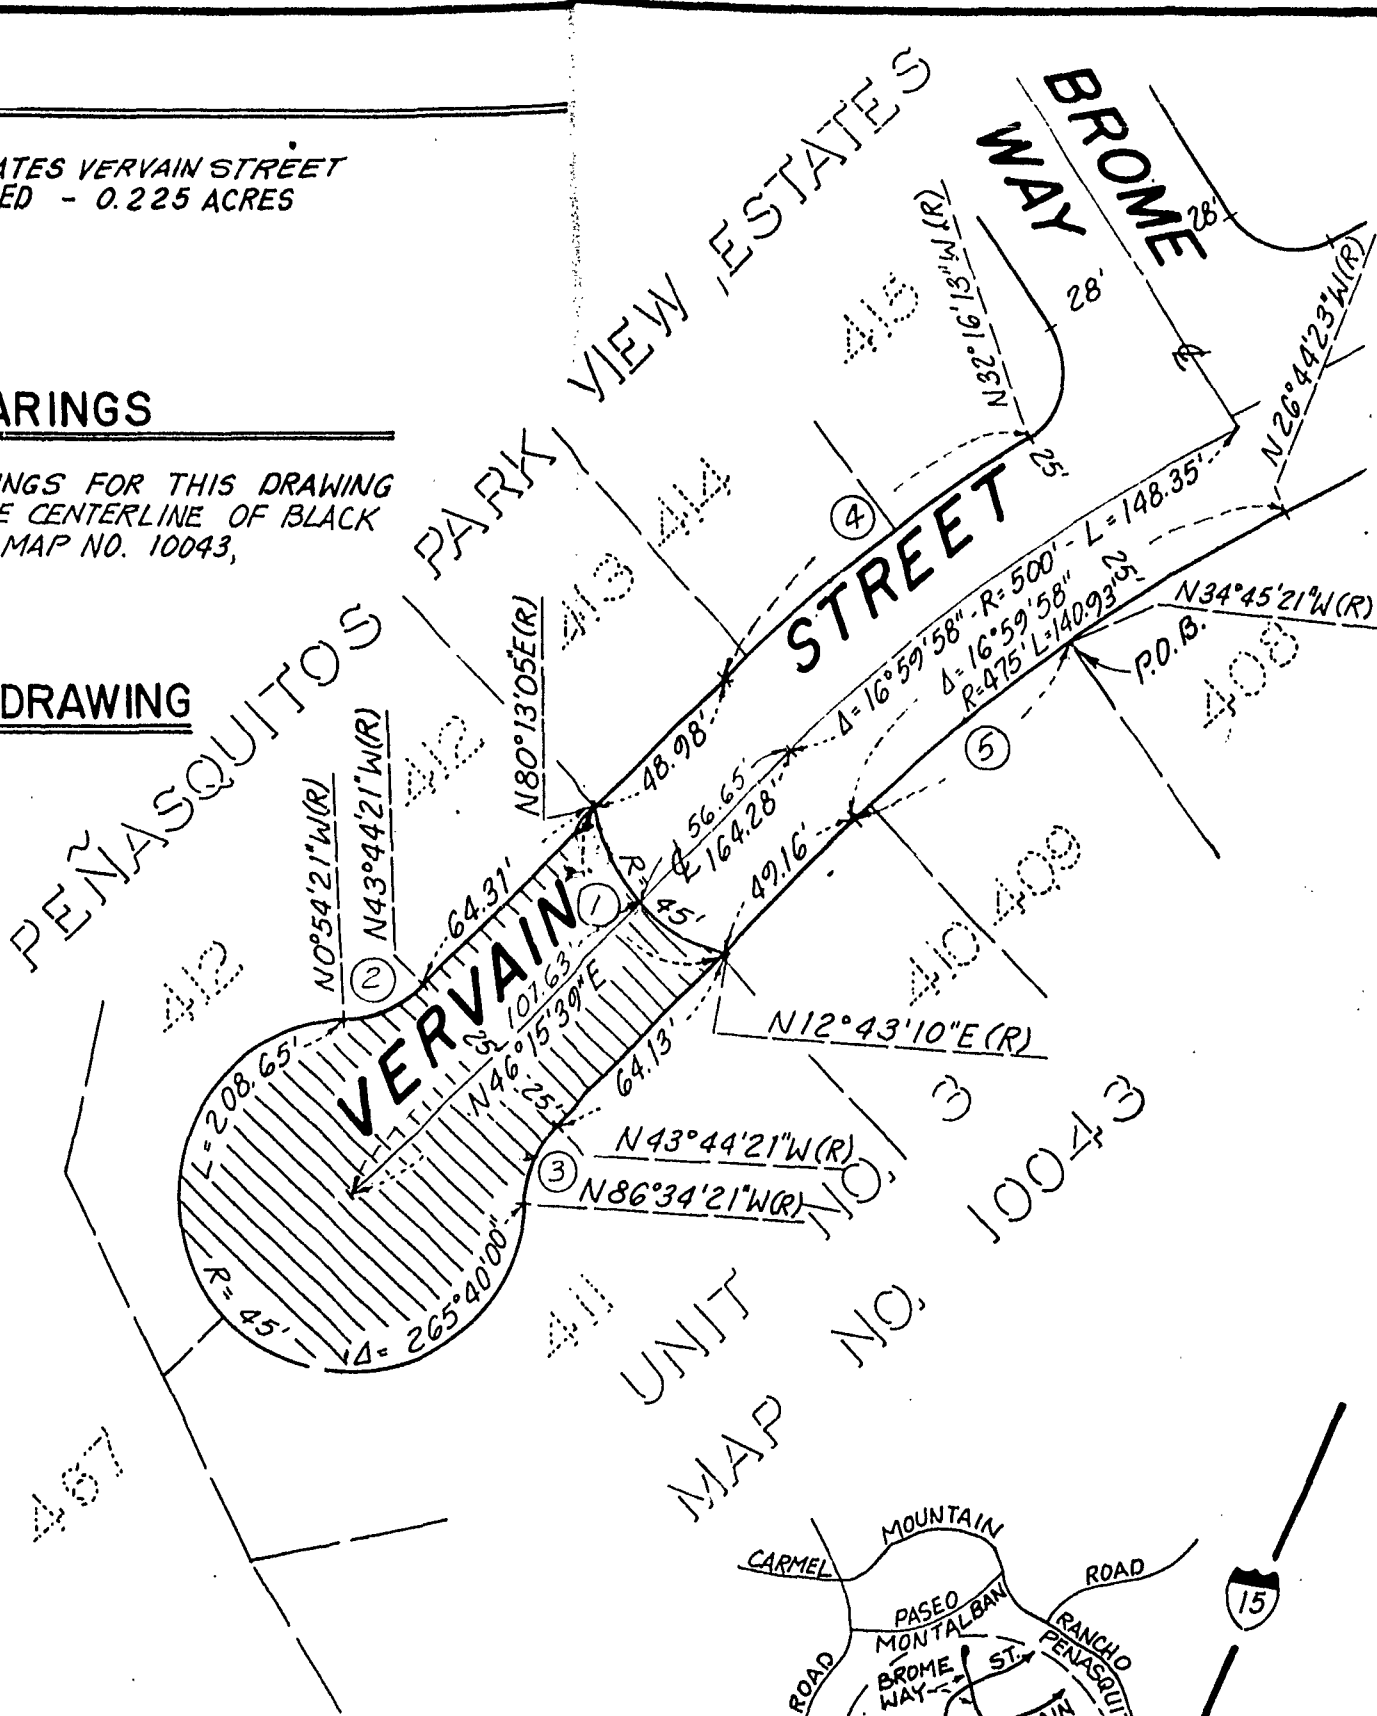 ATES VERVAIN STREET
ED - 0.225 ACRES
ARINGS
NGS FOR THIS DRAWING
E CENTERLINE OF BLACK
MAP NO. 10043,
DRAWING
PEÑASQUITOS PARK VIEW ESTATES
BROME
WAY
28'
28'
N32°16'13"W (R)
N26°44'23"W(R)
415
414
413
412
412
25'
4
STREET
Δ=16°59'58"-R=500'-L=148.35'
Δ=16°59'58"
R=475' L=140.93'
25'
N34°45'21"W(R)
P.O.B.
408
5
N80°13'05"E(R)
48.98'
56.65'
℄ 164.28'
49.16'
409
410
N43°44'21"W(R)
N0°54'21"W(R)
2
64.31'
VERVAIN
1
R=
45'
107.63'
25'
N46°15'39"E
25'
64.13'
N12°43'10"E (R)
L=208.65'
N43°44'21"W(R)
3
N86°34'21"W(R)
R=
45'
Δ= 265°40'00"
411
UNIT NO. 3
MAP NO. 10043
467
CARMEL MOUNTAIN ROAD
PASEO
MONTALBAN
RANCHO
PENASQUI
BROME
WAY
ST.
ROAD
IN
15